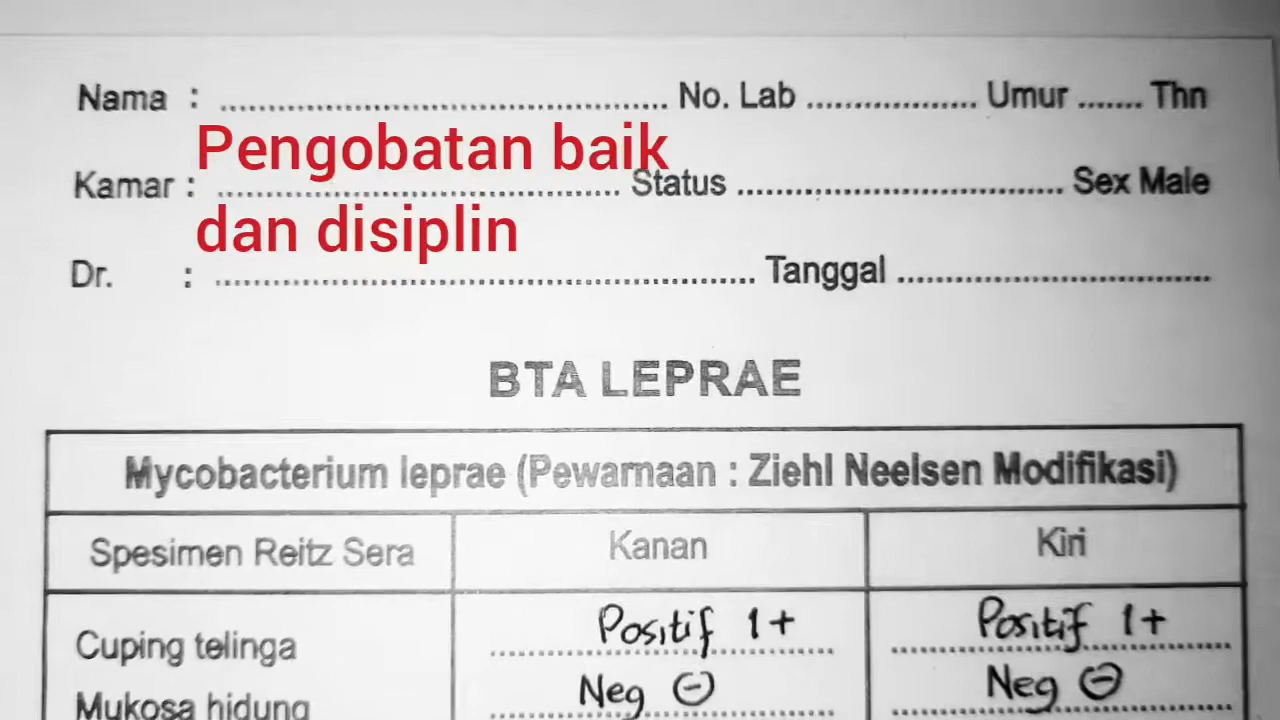 Nama : ............................................ No. Lab ................. Umur ....... Thn
Pengobatan baik
Kamar : ......................................... Status .................................. Sex Male
dan disiplin
Dr. : ...................................................... Tanggal ................................
BTA LEPRAE
Mycobacterium leprae (Pewarnaan : Ziehl Neelsen Modifikasi)
Spesimen Reitz Sera Kanan Kiri
Cuping telinga Positif 1+ Positif 1+
Mukosa hidung Neg (-) Neg (-)